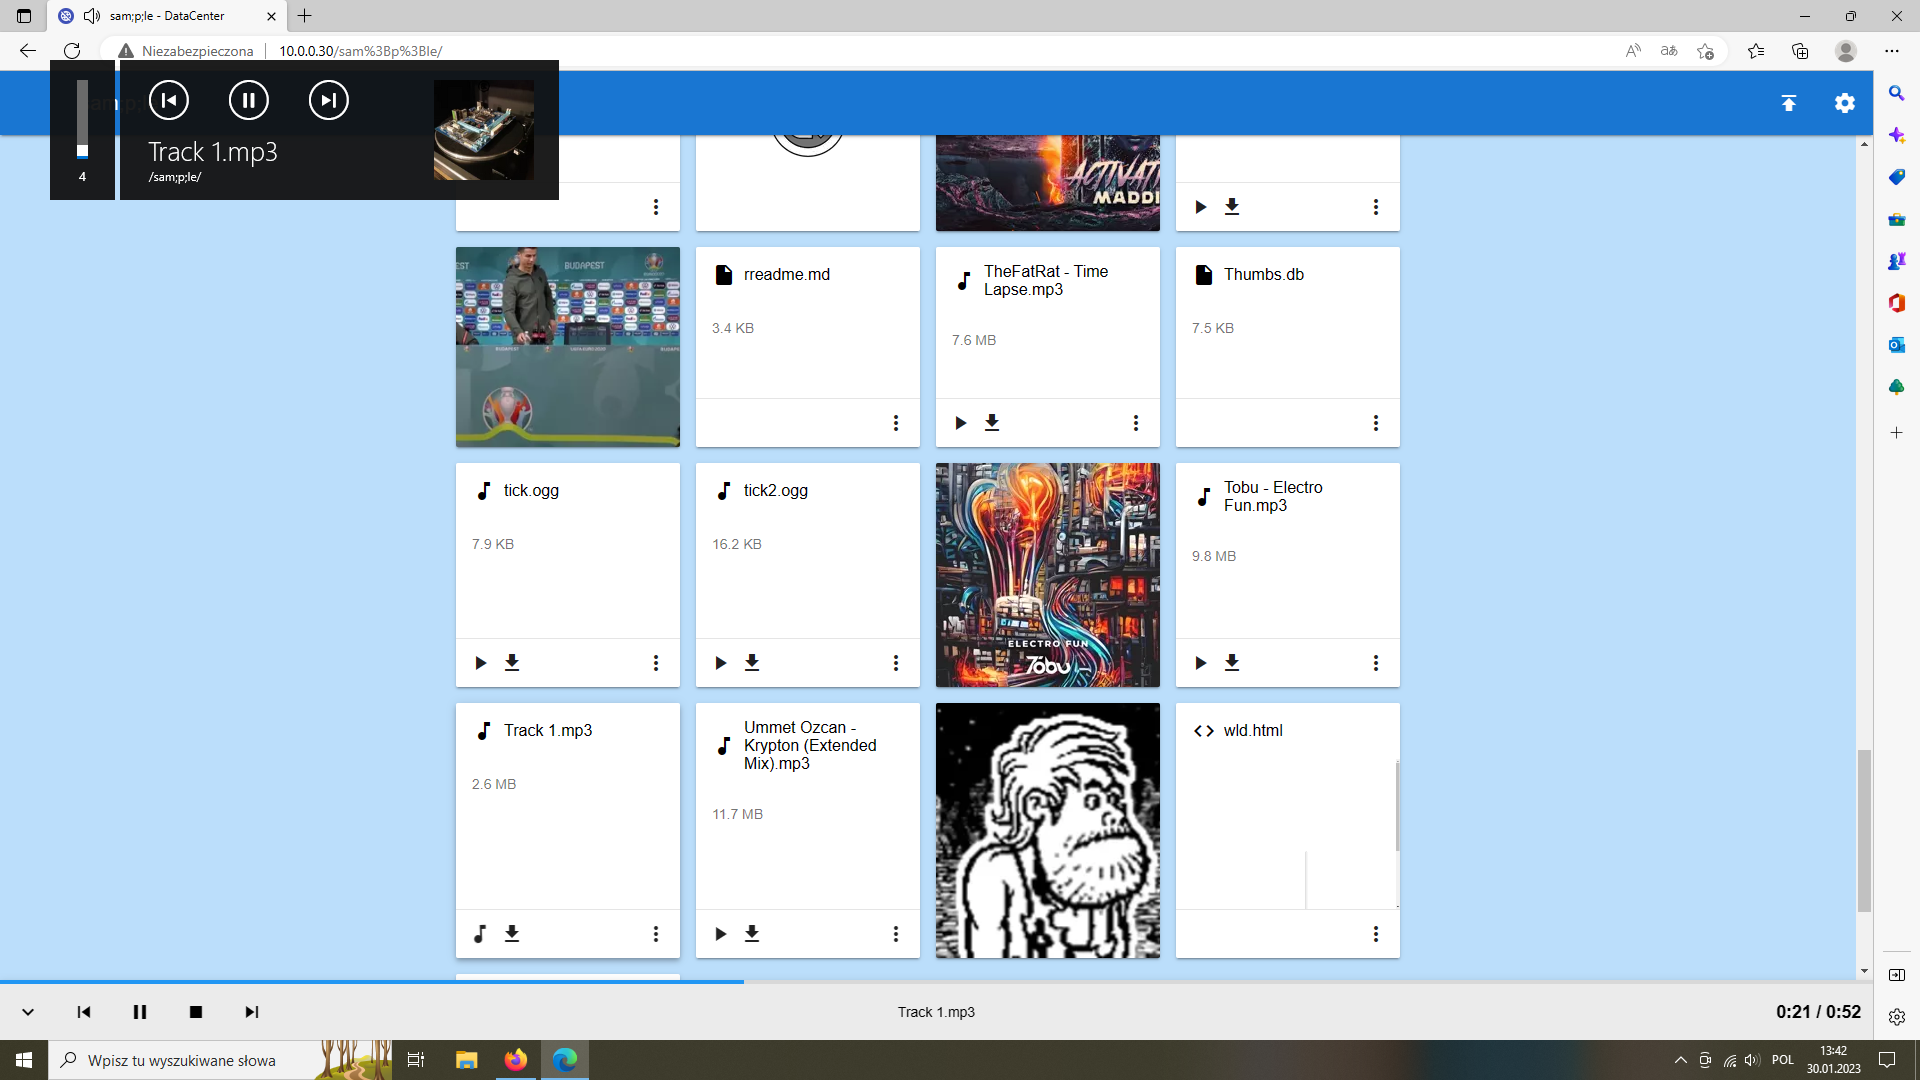 sam;p;le - DataCenter
Niezabezpieczona
10.0.0.30/sam%3Bp%3Ble/
Track 1.mp3
/sam;p;le/
4
ACTIVAT
MADDI
BUDAPEST
rreadme.md
3.4 KB
TheFatRat - Time
Lapse.mp3
7.6 MB
Thumbs.db
7.5 KB
tick.ogg
7.9 KB
tick2.ogg
16.2 KB
ELECTRO FUN
Tobu
Tobu - Electro
Fun.mp3
9.8 MB
Track 1.mp3
2.6 MB
Ummet Ozcan -
Krypton (Extended
Mix).mp3
11.7 MB
wld.html
Track 1.mp3
0:21 / 0:52
Wpisz tu wyszukiwane słowa
POL
13:42
30.01.2023